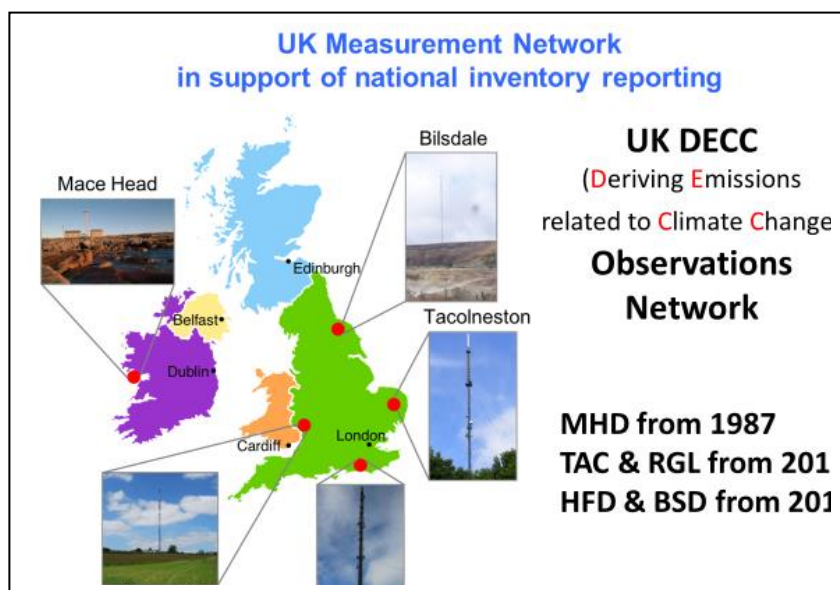 UK Measurement Network
in support of national inventory reporting
Bilsdale
Mace Head
Edinburgh
Belfast
Dublin
Tacolneston
Cardiff
London
UK DECC
(Deriving Emissions
related to Climate Change
Observations
Network
MHD from 1987
TAC & RGL from 201
HFD & BSD from 201